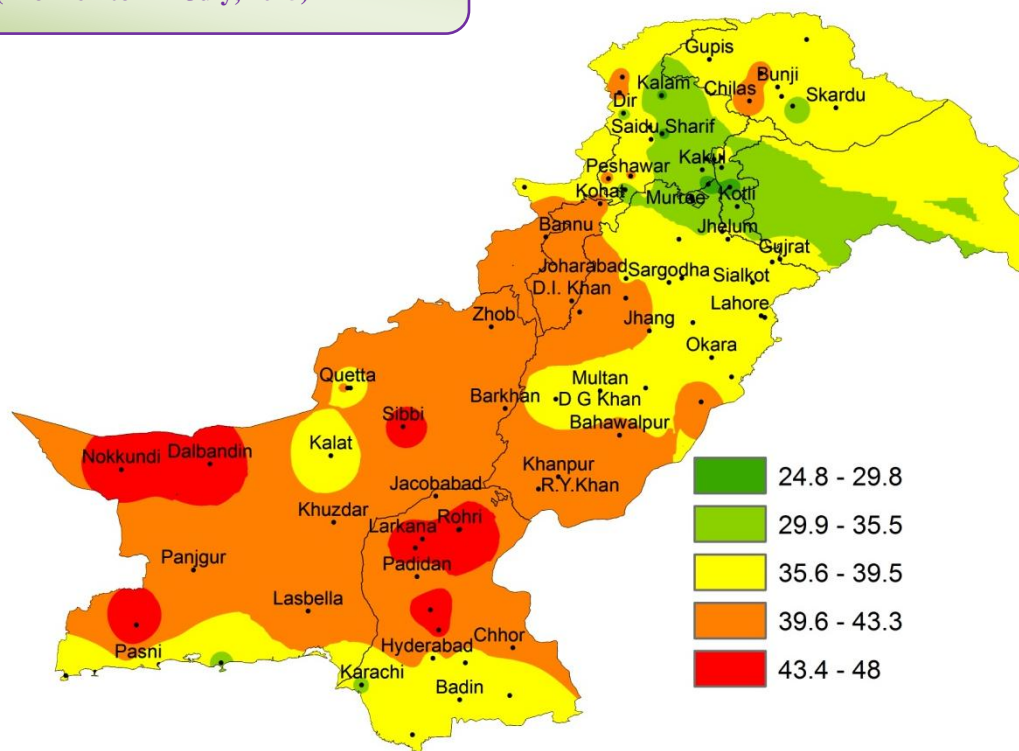 Gupis
Kalam
Chilas
Bunji
Skardu
Dir
Saidu Sharif
Kakul
Peshawar
Kohat
Murree
Kotli
Bannu
Jhelum
Gujrat
Joharabad
Sargodha
Sialkot
D.I. Khan
Lahore
Zhob
Jhang
Okara
Quetta
Multan
Barkhan
D G Khan
Sibbi
Bahawalpur
Kalat
Nokkundi
Dalbandin
Khanpur
Jacobabad
R.Y.Khan
Khuzdar
Larkana
Rohri
Panjgur
Padidan
Lasbella
Pasni
Hyderabad
Chhor
Karachi
Badin
24.8 - 29.8
29.9 - 35.5
35.6 - 39.5
39.6 - 43.3
43.4 - 48